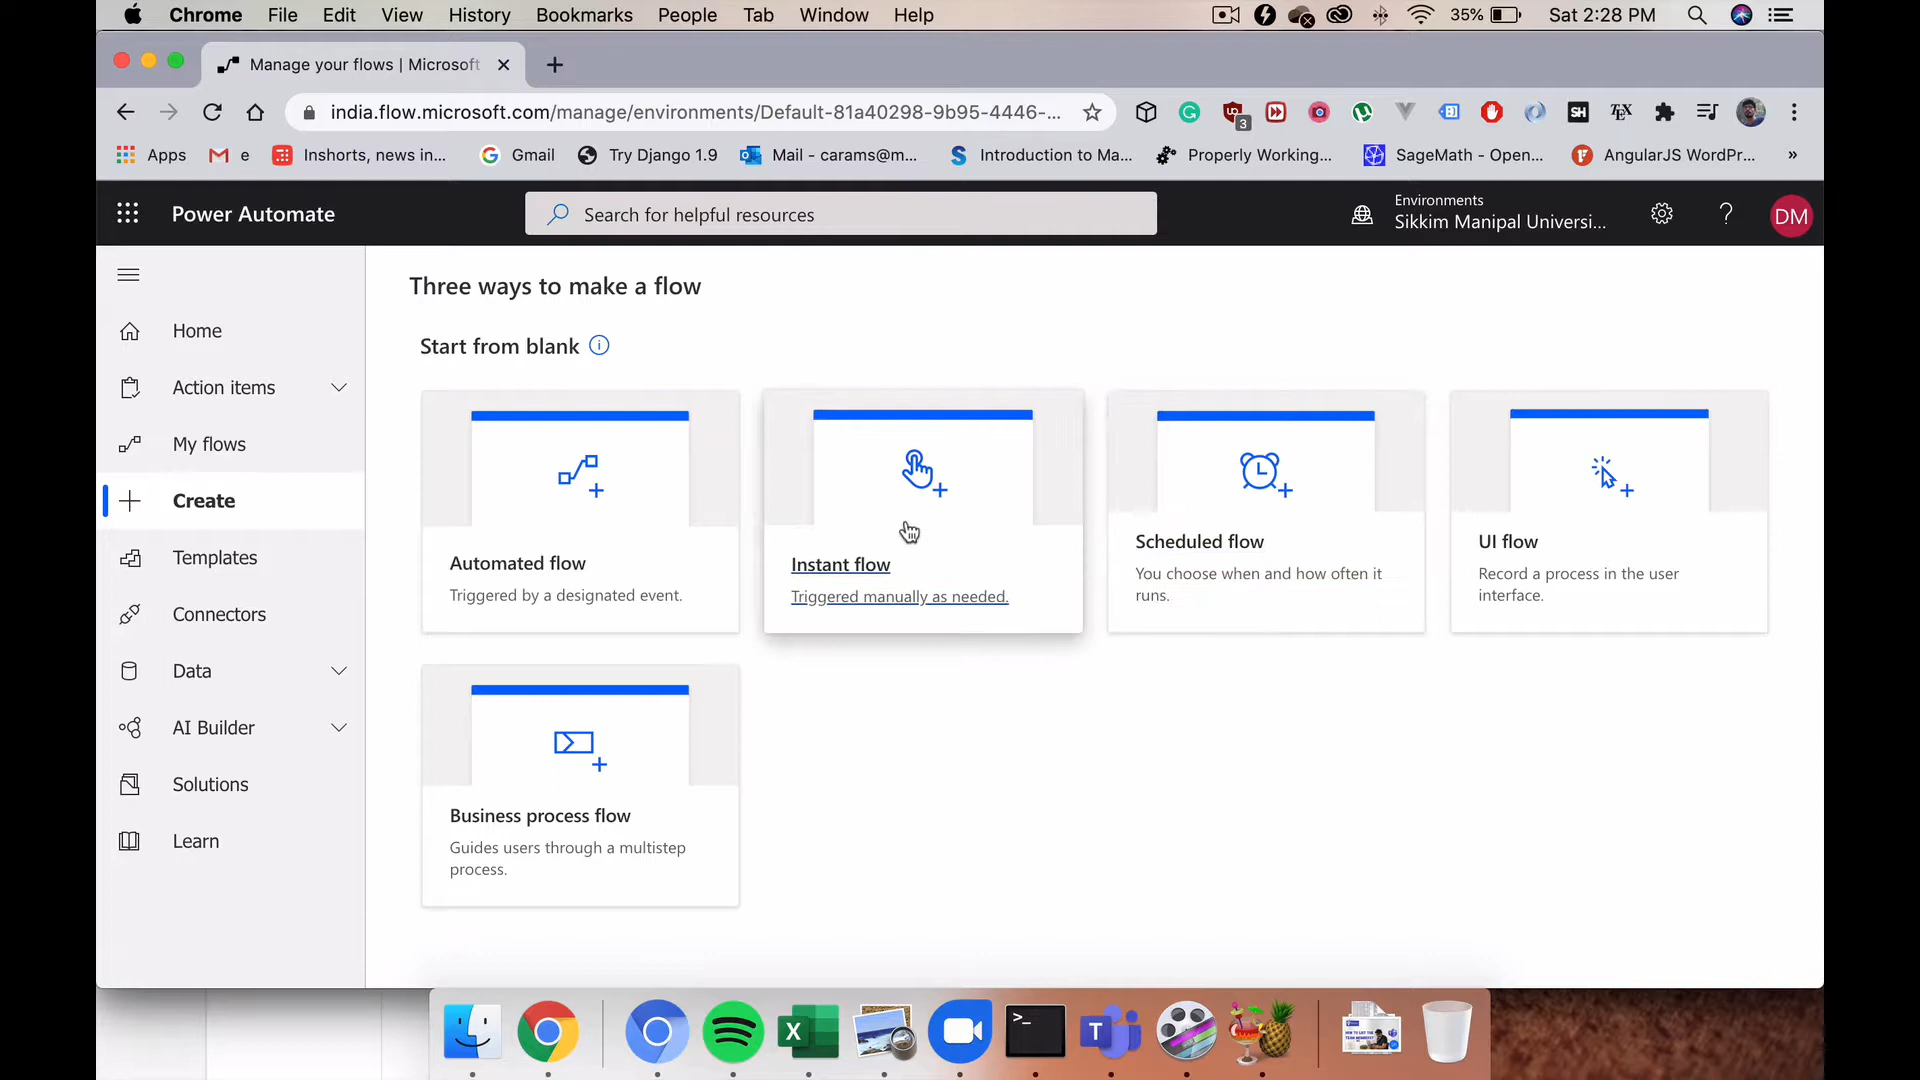 Chrome File Edit View History Bookmarks People Tab Window Help 35% Sat 2:28 PM
Manage your flows | Microsoft
india.flow.microsoft.com/manage/environments/Default-81a40298-9b95-4446-...
3
SH
TEX
Apps
e
Inshorts, news in...
Gmail
Try Django 1.9
Mail - carams@m...
Introduction to Ma...
Properly Working...
SageMath - Open...
AngularJS WordPr...
»
Power Automate
Search for helpful resources
Environments
Sikkim Manipal Universi...
?
DM
Three ways to make a flow
Start from blank
Home
Action items
My flows
Create
Templates
Connectors
Data
AI Builder
Solutions
Learn
Automated flow
Triggered by a designated event.
Instant flow
Triggered manually as needed.
Scheduled flow
You choose when and how often it
runs.
UI flow
Record a process in the user
interface.
Business process flow
Guides users through a multistep
process.
X
>_
T